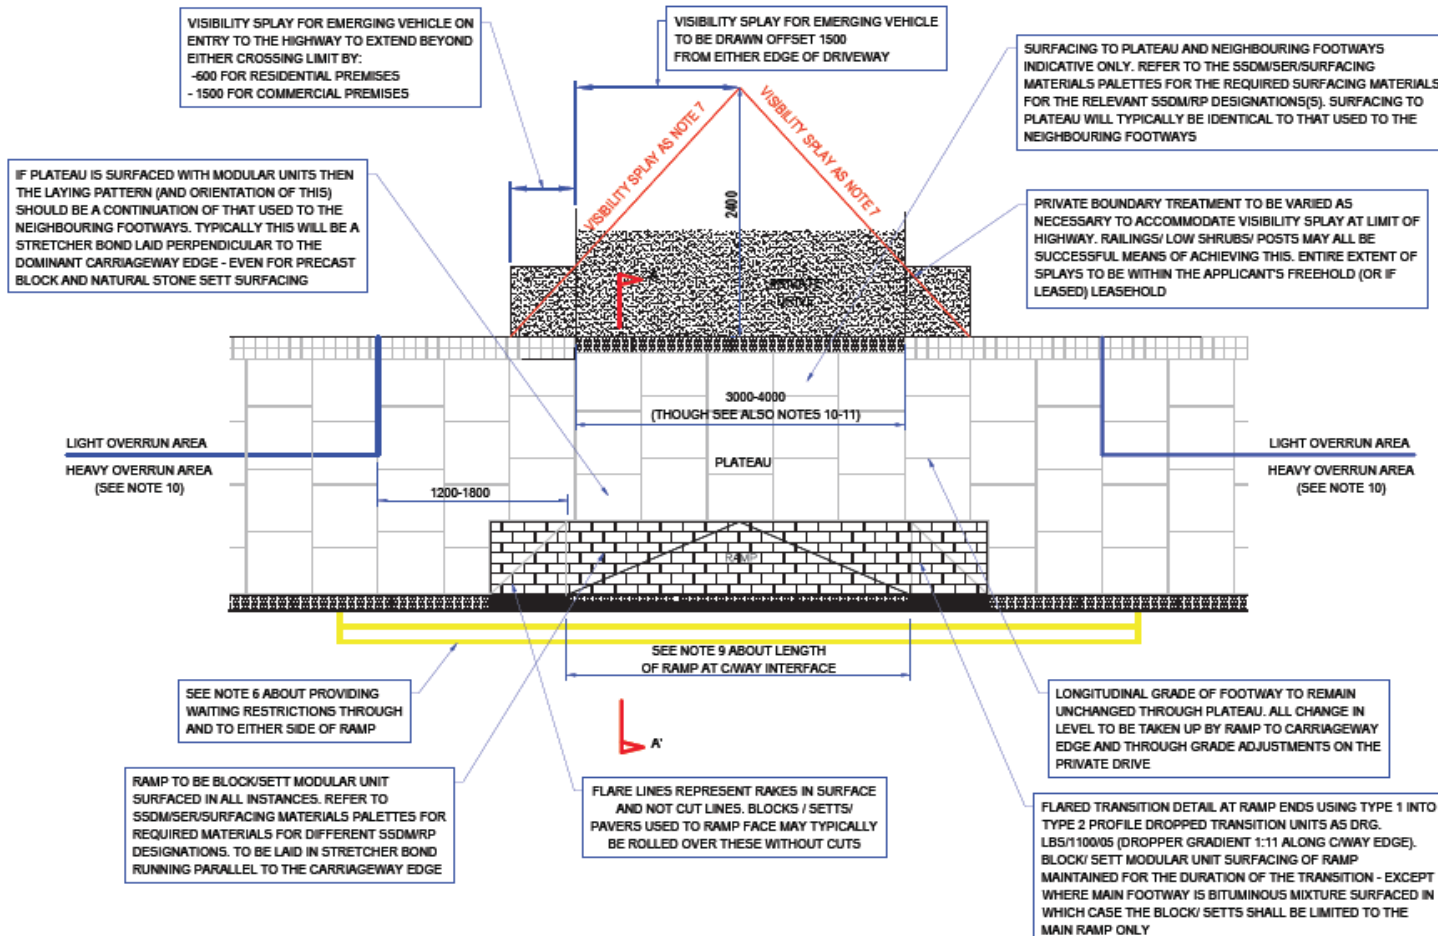 VISIBILITY SPLAY FOR EMERGING VEHICLE ON
ENTRY TO THE HIGHWAY TO EXTEND BEYOND
EITHER CROSSING LIMIT BY:
-600 FOR RESIDENTIAL PREMISES
- 1500 FOR COMMERCIAL PREMISES
VISIBILITY SPLAY FOR EMERGING VEHICLE
TO BE DRAWN OFFSET 1500
FROM EITHER EDGE OF DRIVEWAY
SURFACING TO PLATEAU AND NEIGHBOURING FOOTWAYS
INDICATIVE ONLY. REFER TO THE SSDM/SER/SURFACING
MATERIALS PALETTES FOR THE REQUIRED SURFACING MATERIALS
FOR THE RELEVANT SSDM/RP DESIGNATIONS(S). SURFACING TO
PLATEAU WILL TYPICALLY BE IDENTICAL TO THAT USED TO THE
NEIGHBOURING FOOTWAYS
VISIBILITY SPLAY AS NOTE 7
VISIBILITY SPLAY AS NOTE 7
2400
IF PLATEAU IS SURFACED WITH MODULAR UNITS THEN
THE LAYING PATTERN (AND ORIENTATION OF THIS)
SHOULD BE A CONTINUATION OF THAT USED TO THE
NEIGHBOURING FOOTWAYS. TYPICALLY THIS WILL BE A
STRETCHER BOND LAID PERPENDICULAR TO THE
DOMINANT CARRIAGEWAY EDGE - EVEN FOR PRECAST
BLOCK AND NATURAL STONE SETT SURFACING
PRIVATE BOUNDARY TREATMENT TO BE VARIED AS
NECESSARY TO ACCOMMODATE VISIBILITY SPLAY AT LIMIT OF
HIGHWAY. RAILINGS/ LOW SHRUBS/ POSTS MAY ALL BE
SUCCESSFUL MEANS OF ACHIEVING THIS. ENTIRE EXTENT OF
SPLAYS TO BE WITHIN THE APPLICANT'S FREEHOLD (OR IF
LEASED) LEASEHOLD
A
PRIVATE
DRIVE
3000-4000
(THOUGH SEE ALSO NOTES 10-11)
LIGHT OVERRUN AREA
HEAVY OVERRUN AREA
(SEE NOTE 10)
PLATEAU
LIGHT OVERRUN AREA
HEAVY OVERRUN AREA
(SEE NOTE 10)
1200-1800
RAMP
SEE NOTE 9 ABOUT LENGTH
OF RAMP AT C/WAY INTERFACE
SEE NOTE 6 ABOUT PROVIDING
WAITING RESTRICTIONS THROUGH
AND TO EITHER SIDE OF RAMP
A'
LONGITUDINAL GRADE OF FOOTWAY TO REMAIN
UNCHANGED THROUGH PLATEAU. ALL CHANGE IN
LEVEL TO BE TAKEN UP BY RAMP TO CARRIAGEWAY
EDGE AND THROUGH GRADE ADJUSTMENTS ON THE
PRIVATE DRIVE
RAMP TO BE BLOCK/SETT MODULAR UNIT
SURFACED IN ALL INSTANCES. REFER TO
SSDM/SER/SURFACING MATERIALS PALETTES FOR
REQUIRED MATERIALS FOR DIFFERENT SSDM/RP
DESIGNATIONS. TO BE LAID IN STRETCHER BOND
RUNNING PARALLEL TO THE CARRIAGEWAY EDGE
FLARE LINES REPRESENT RAKES IN SURFACE
AND NOT CUT LINES. BLOCKS / SETTS/
PAVERS USED TO RAMP FACE MAY TYPICALLY
BE ROLLED OVER THESE WITHOUT CUTS
FLARED TRANSITION DETAIL AT RAMP ENDS USING TYPE 1 INTO
TYPE 2 PROFILE DROPPED TRANSITION UNITS AS DRG.
LBS/1100/05 (DROPPER GRADIENT 1:11 ALONG C/WAY EDGE).
BLOCK/ SETT MODULAR UNIT SURFACING OF RAMP
MAINTAINED FOR THE DURATION OF THE TRANSITION - EXCEPT
WHERE MAIN FOOTWAY IS BITUMINOUS MIXTURE SURFACED IN
WHICH CASE THE BLOCK/ SETTS SHALL BE LIMITED TO THE
MAIN RAMP ONLY